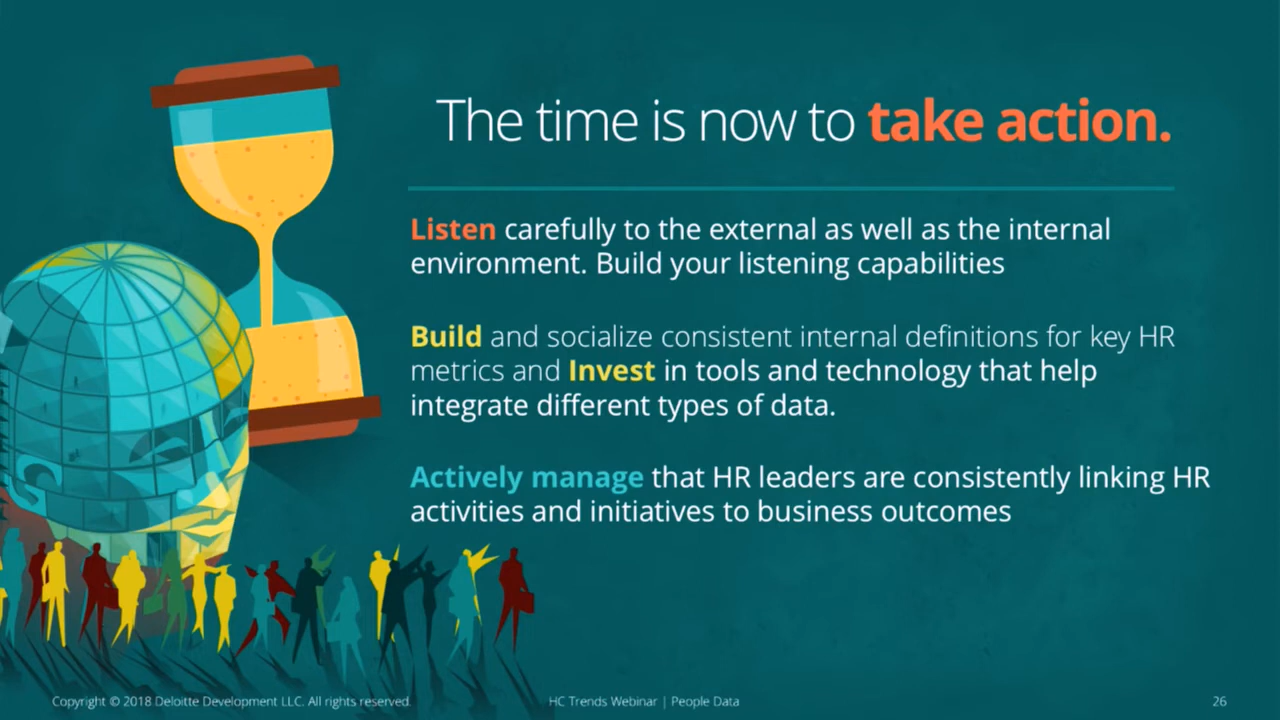 The time is now to take action.
Listen carefully to the external as well as the internal
environment. Build your listening capabilities
Build and socialize consistent internal definitions for key HR
metrics and Invest in tools and technology that help
integrate different types of data.
Actively manage that HR leaders are consistently linking HR
activities and initiatives to business outcomes
Copyright © 2018 Deloitte Development LLC. All rights reserved.
HC Trends Webinar | People Data
26